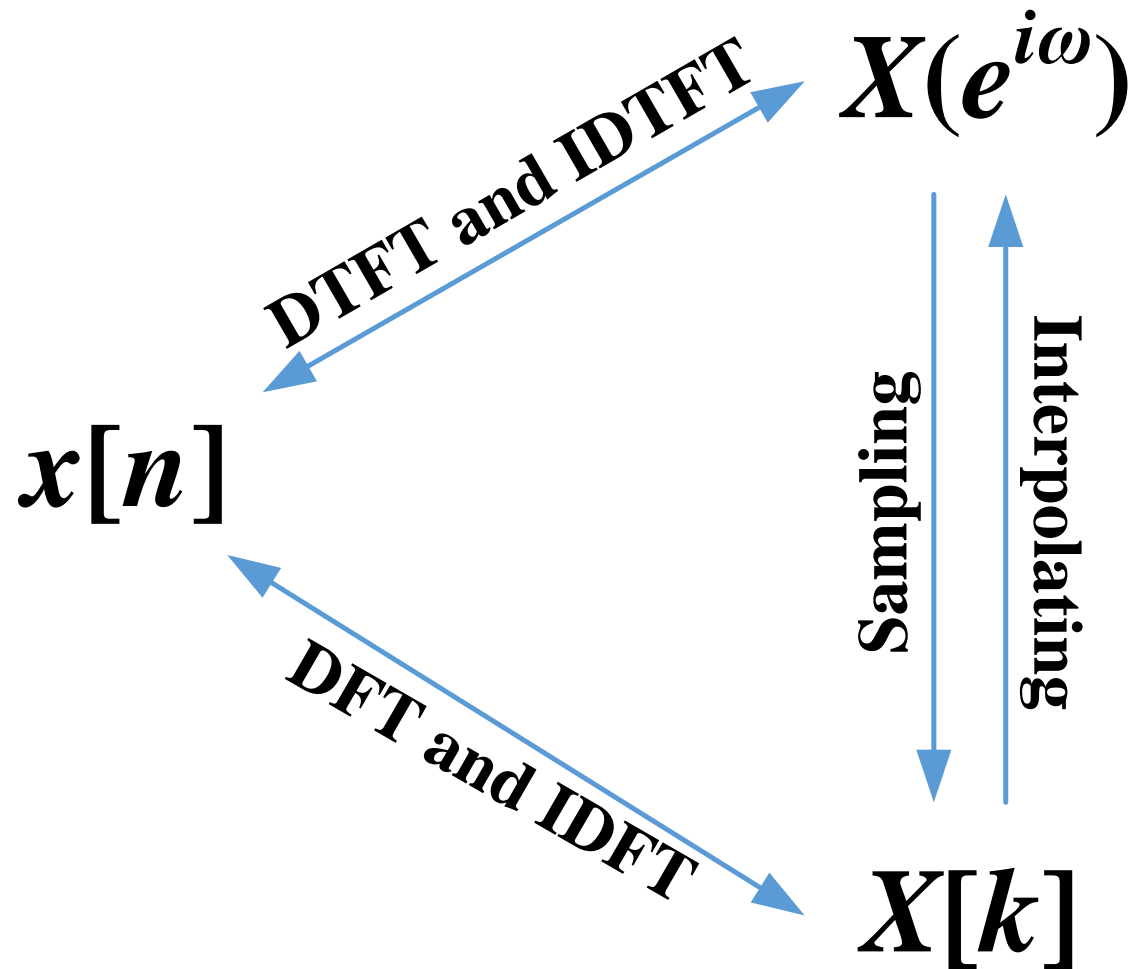 X(e^{iω})
DTFT and IDTFT
x[n]
Sampling
Interpolating
DFT and IDFT
X[k]